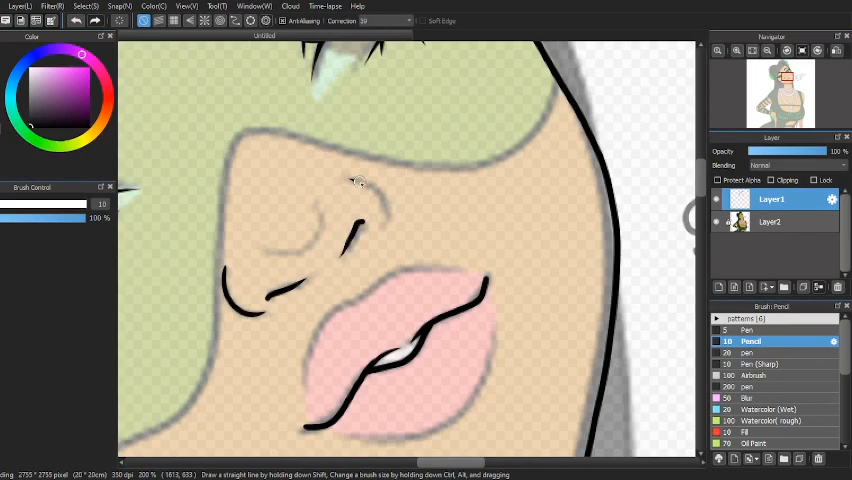 Layer(L) Filter(R) Select(S) Snap(N) Color(C) View(V) Tool(T) Window(W) Cloud Time-lapse Help
AntiAliasing Correction 39 Soft Edge
Untitled
Color
Brush Control
10
100 %
Navigator
Layer
Opacity 100 %
Blending Normal
Protect Alpha Clipping Lock
Layer1
Layer2
Brush: Pencil
patterns (6)
5 Pen
10 Pencil
20 pen
10 Pen (Sharp)
100 Airbrush
200 pen
50 Blur
20 Watercolor (Wet)
100 Watercolor( rough)
10 Fill
70 Oil Paint
ding 2755 * 2755 pixel (20 * 20cm) 350 dpi 200 % ( 1613, 633 ) Draw a straight line by holding down Shift, Change a brush size by holding down Ctrl, Alt, and dragging